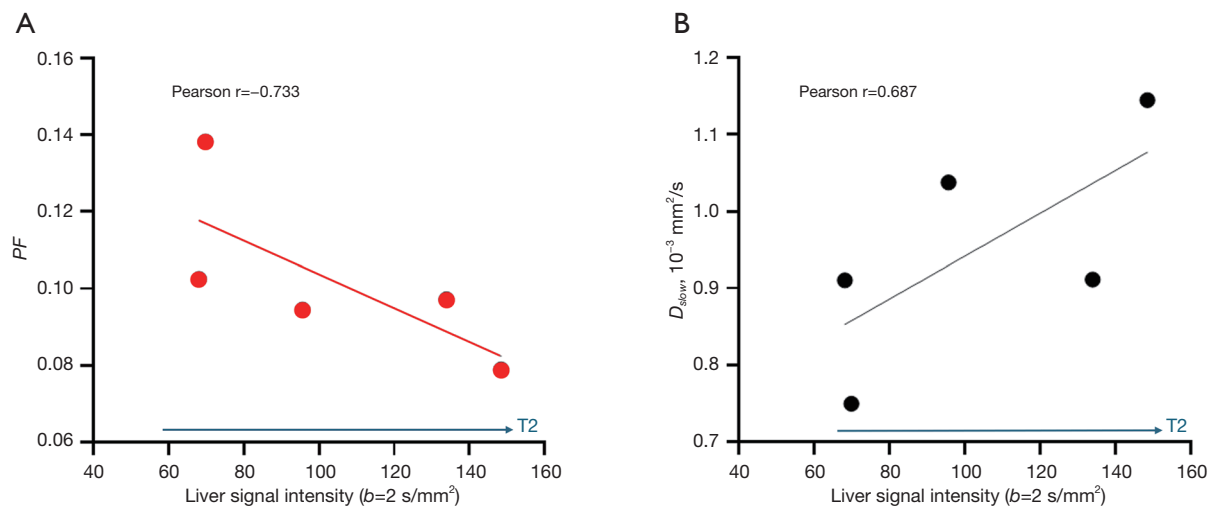 A
0.16
0.14
0.12
0.10
0.08
0.06
PF
Pearson r=−0.733
T2
40 60 80 100 120 140 160
Liver signal intensity (b=2 s/mm²)
B
1.2
1.1
1.0
0.9
0.8
0.7
Dslow, 10⁻³ mm²/s
Pearson r=0.687
T2
40 60 80 100 120 140 160
Liver signal intensity (b=2 s/mm²)